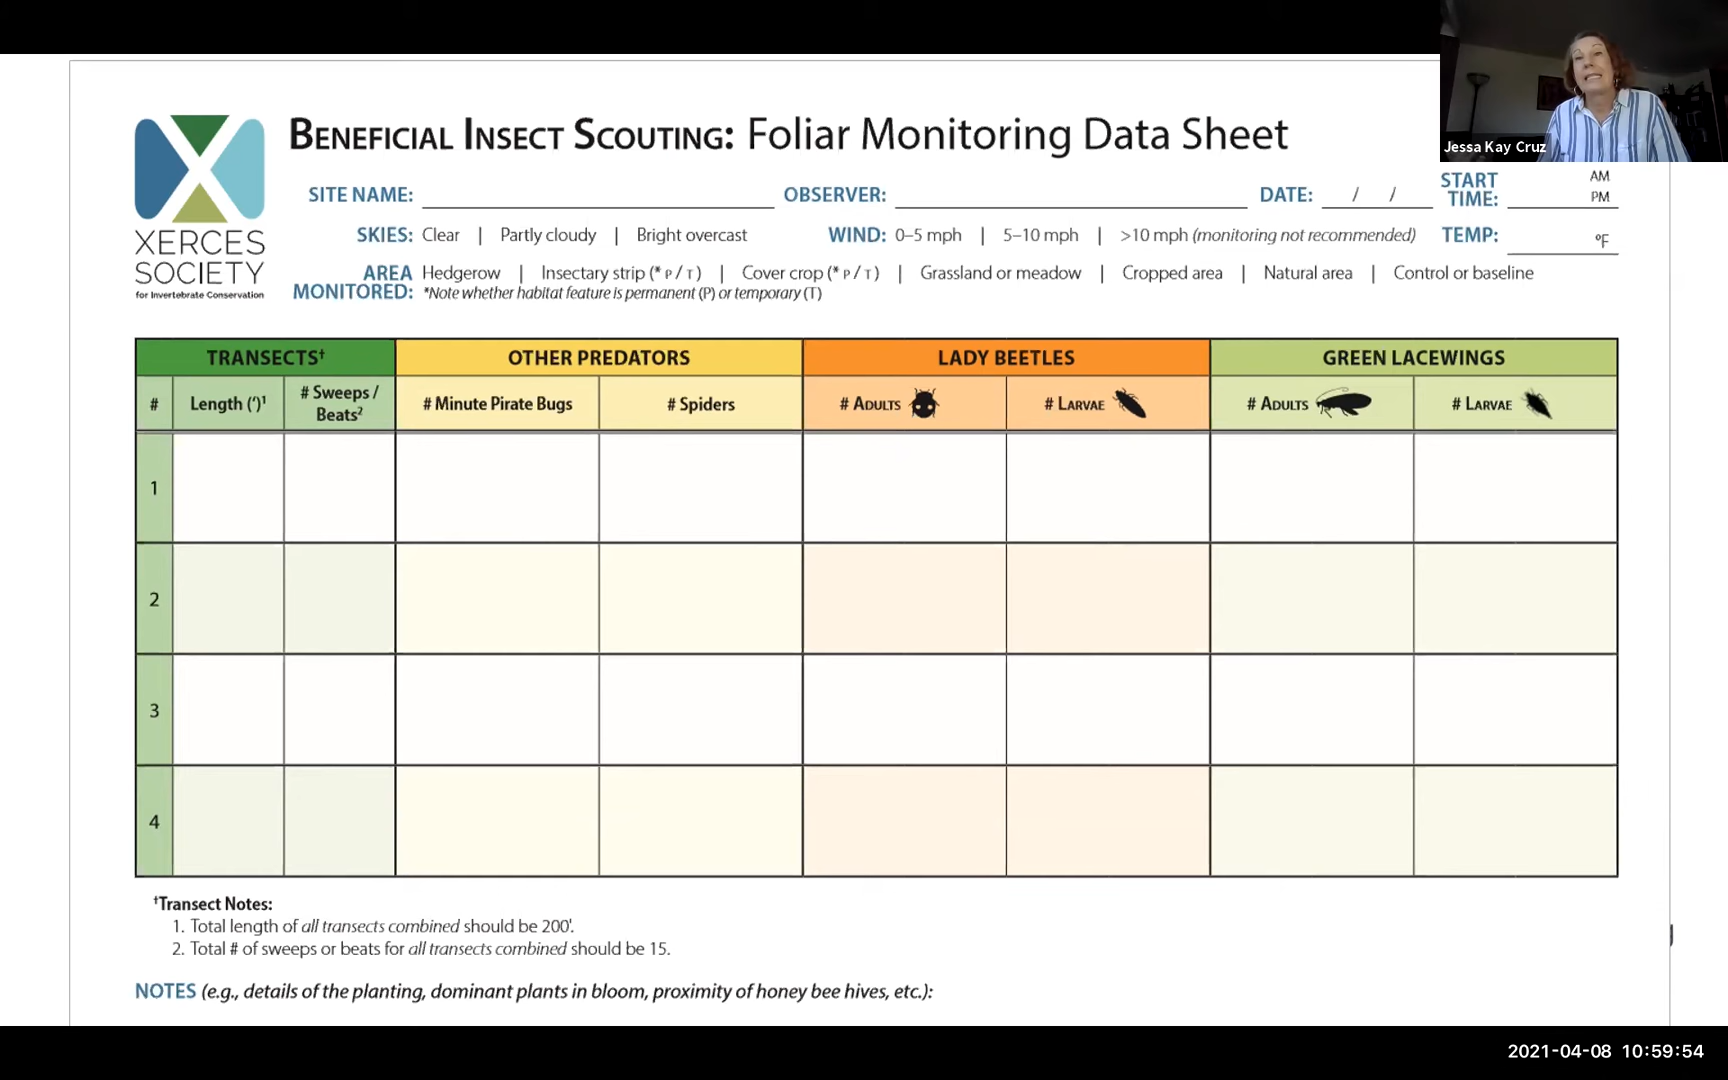 Jessa Kay Cruz
BENEFICIAL INSECT SCOUTING: Foliar Monitoring Data Sheet
SITE NAME: OBSERVER: DATE: / / START TIME: AM PM
SKIES: Clear | Partly cloudy | Bright overcast WIND: 0–5 mph | 5–10 mph | >10 mph (monitoring not recommended) TEMP: ºF
AREA MONITORED: Hedgerow | Insectary strip (* P / T ) | Cover crop (* P / T ) | Grassland or meadow | Cropped area | Natural area | Control or baseline
*Note whether habitat feature is permanent (P) or temporary (T)
XERCES
SOCIETY
for Invertebrate Conservation
TRANSECTS† OTHER PREDATORS LADY BEETLES GREEN LACEWINGS
# Length (')¹ # Sweeps / Beats² # Minute Pirate Bugs # Spiders # ADULTS # LARVAE # ADULTS # LARVAE
1
2
3
4
†Transect Notes:
1. Total length of all transects combined should be 200'.
2. Total # of sweeps or beats for all transects combined should be 15.
NOTES (e.g., details of the planting, dominant plants in bloom, proximity of honey bee hives, etc.):
2021-04-08 10:59:54